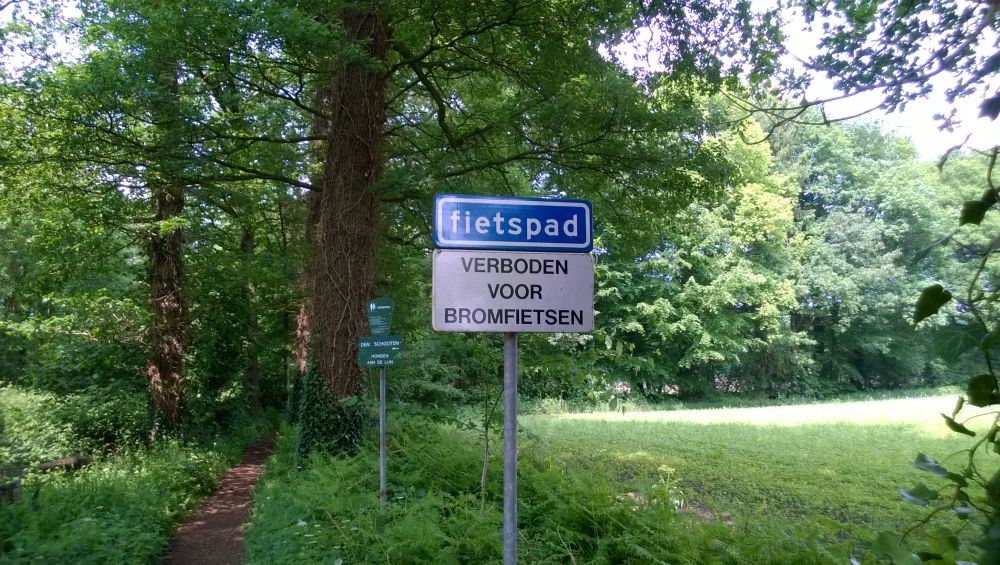 fietspad
VERBODEN
VOOR
BROMFIETSEN
DEN SCHOOTEN
HONDEN
AAN DE LIJN